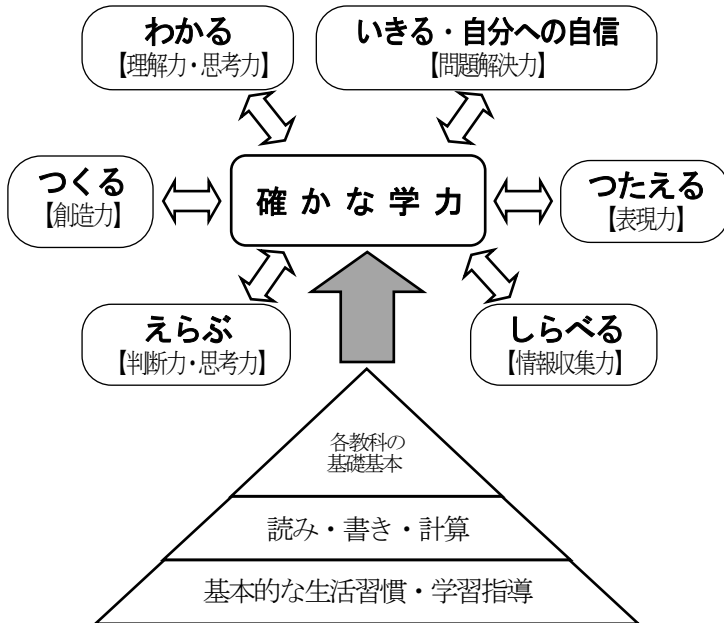 わかる
【理解力・思考力】
いきる・自分への自信
【問題解決力】
つくる
【創造力】
確かな学力
つたえる
【表現力】
えらぶ
【判断力・思考力】
しらべる
【情報収集力】
各教科の
基礎基本
読み・書き・計算
基本的な生活習慣・学習指導